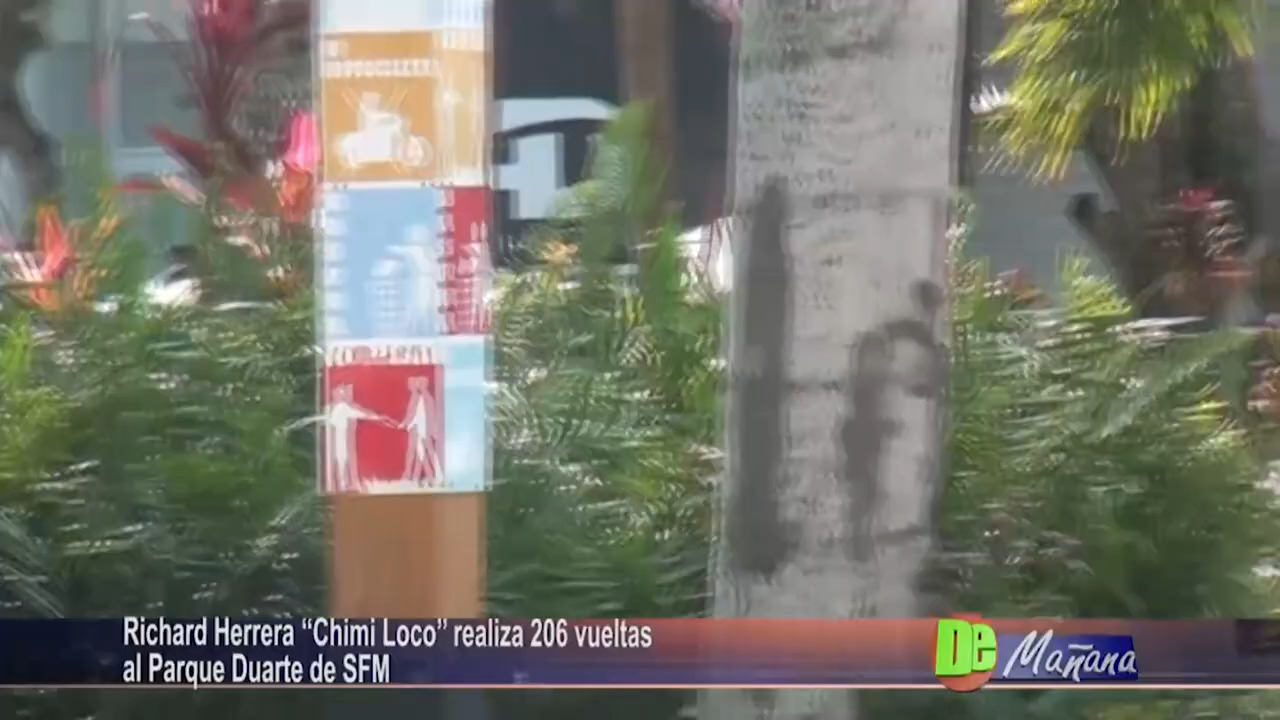 Richard Herrera “Chimi Loco” realiza 206 vueltas
al Parque Duarte de SFM
De Mañana